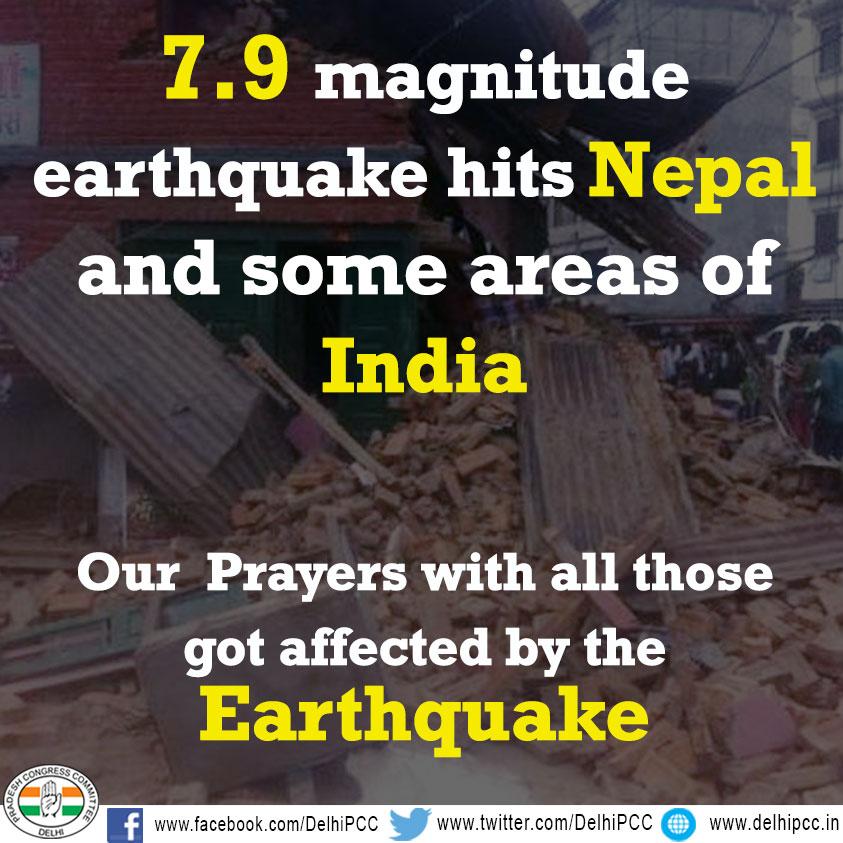 7.9 magnitude
earthquake hits Nepal
and some areas of
India
Our Prayers with all those
got affected by the
Earthquake
PRADESH CONGRESS COMMITTEE
DELHI
www.facebook.com/DelhiPCC www.twitter.com/DelhiPCC www.delhipcc.in